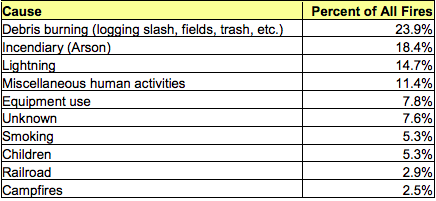 Cause Percent of All Fires
Debris burning (logging slash, fields, trash, etc.) 23.9%
Incendiary (Arson) 18.4%
Lightning 14.7%
Miscellaneous human activities 11.4%
Equipment use 7.8%
Unknown 7.6%
Smoking 5.3%
Children 5.3%
Railroad 2.9%
Campfires 2.5%